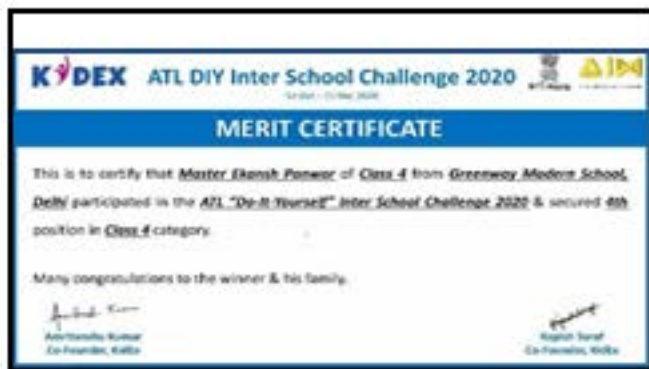 KIDEX ATL DIY Inter School Challenge 2020
MERIT CERTIFICATE
This is to certify that Master Ekansh Panwar of Class 4 from Greenway Modern School,
Delhi participated in the ATL "Do-It-Yourself" Inter School Challenge 2020 & secured 4th
position in Class 4 category.
Many congratulations to the winner & his family.
Kumar
Co-Founder, Co-Founder,